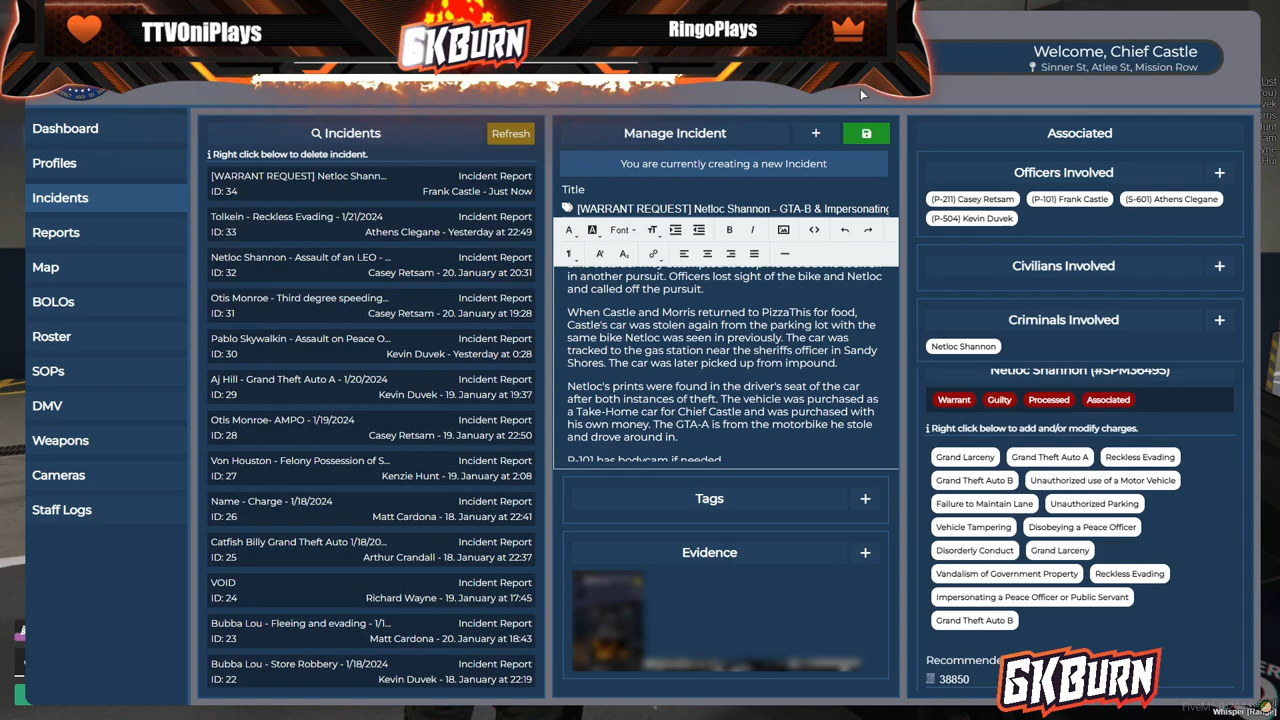 TTVOniPlays
6KBURN
RingoPlays
Welcome, Chief Castle
Sinner St, Atlee St, Mission Row
Dashboard
Profiles
Incidents
Reports
Map
BOLOs
Roster
SOPs
DMV
Weapons
Cameras
Staff Logs
Incidents
Refresh
Right click below to delete incident.
[WARRANT REQUEST] Netloc Shann... Incident Report
ID: 34 Frank Castle - Just Now
Tolkein - Reckless Evading - 1/21/2024 Incident Report
ID: 33 Athens Clegane - Yesterday at 22:49
Netloc Shannon - Assault of an LEO - ... Incident Report
ID: 32 Casey Retsam - 20. January at 20:31
Otis Monroe - Third degree speeding... Incident Report
ID: 31 Casey Retsam - 20. January at 19:28
Pablo Skywalkin - Assault on Peace O... Incident Report
ID: 30 Kevin Duvek - Yesterday at 0:28
Aj Hill - Grand Theft Auto A - 1/20/2024 Incident Report
ID: 29 Kevin Duvek - 20. January at 19:37
Otis Monroe- AMPO - 1/19/2024 Incident Report
ID: 28 Casey Retsam - 19. January at 22:50
Von Houston - Felony Possession of S... Incident Report
ID: 27 Kenzie Hunt - 19. January at 2:08
Name - Charge - 1/18/2024 Incident Report
ID: 26 Matt Cardona - 18. January at 22:41
Catfish Billy Grand Theft Auto 1/18/20... Incident Report
ID: 25 Arthur Crandall - 18. January at 22:37
VOID Incident Report
ID: 24 Richard Wayne - 19. January at 17:45
Bubba Lou - Fleeing and evading - 1/1... Incident Report
ID: 23 Matt Cardona - 20. January at 18:43
Bubba Lou - Store Robbery - 1/18/2024 Incident Report
ID: 22 Kevin Duvek - 18. January at 22:19
Manage Incident
You are currently creating a new Incident
Title
[WARRANT REQUEST] Netloc Shannon - GTA-B & Impersonating
Font
in another pursuit. Officers lost sight of the bike and Netloc
and called off the pursuit.
When Castle and Morris returned to PizzaThis for food,
Castle's car was stolen again from the parking lot with the
same bike Netloc was seen in previously. The car was
tracked to the gas station near the sheriffs officer in Sandy
Shores. The car was later picked up from impound.
Netloc's prints were found in the driver's seat of the car
after both instances of theft. The vehicle was purchased as
a Take-Home car for Chief Castle and was purchased with
his own money. The GTA-A is from the motorbike he stole
and drove around in.
P-101 has bodycam if needed
Tags
Evidence
Associated
Officers Involved
(P-211) Casey Retsam (P-101) Frank Castle (S-601) Athens Clegane
(P-504) Kevin Duvek
Civilians Involved
Criminals Involved
Netloc Shannon
Netloc Shannon (#SPM36495)
Warrant Guilty Processed Associated
Right click below to add and/or modify charges.
Grand Larceny Grand Theft Auto A Reckless Evading
Grand Theft Auto B Unauthorized use of a Motor Vehicle
Failure to Maintain Lane Unauthorized Parking
Vehicle Tampering Disobeying a Peace Officer
Disorderly Conduct Grand Larceny
Vandalism of Government Property Reckless Evading
Impersonating a Peace Officer or Public Servant
Grand Theft Auto B
38850
6KBURN
Whisper [Range]